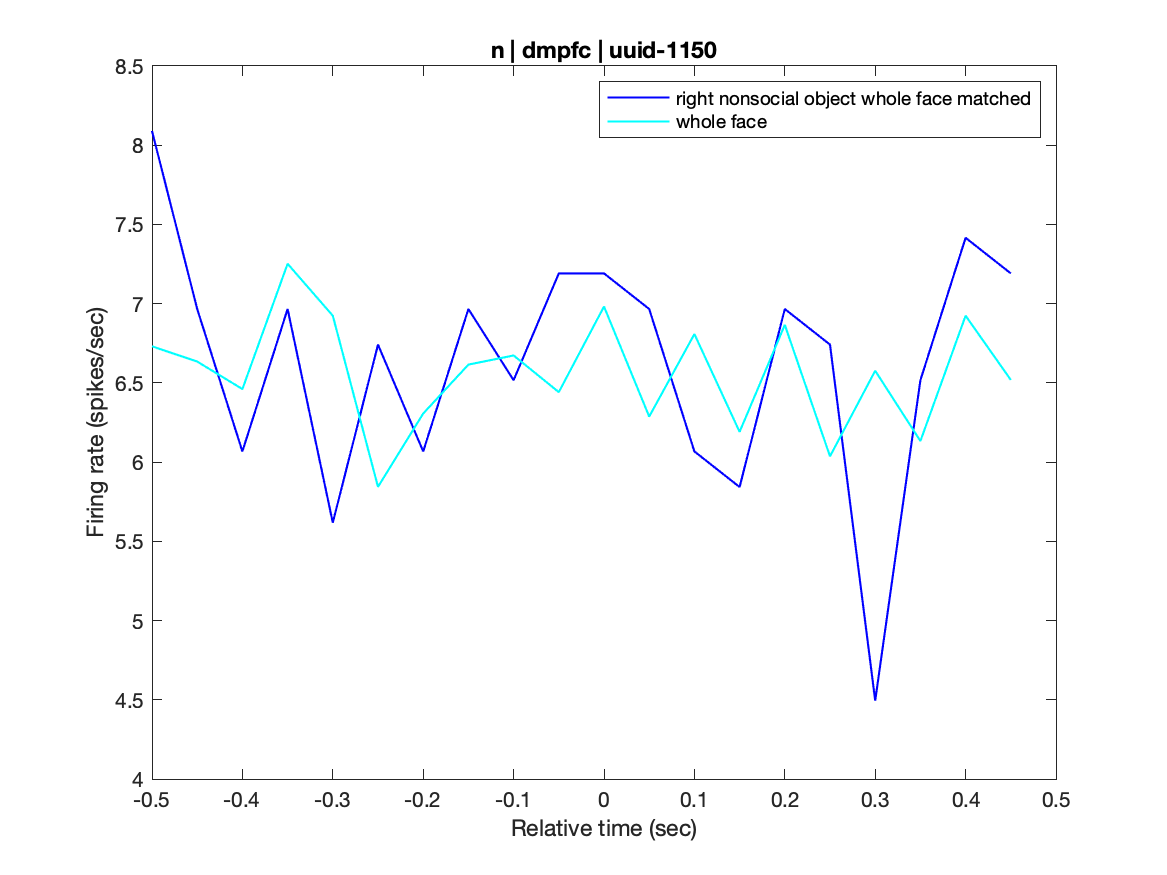 n | dmpfc | uuid-1150
right nonsocial object whole face matched
whole face
8.5
8
7.5
7
6.5
6
5.5
5
4.5
4
Firing rate (spikes/sec)
-0.5 -0.4 -0.3 -0.2 -0.1 0 0.1 0.2 0.3 0.4 0.5
Relative time (sec)